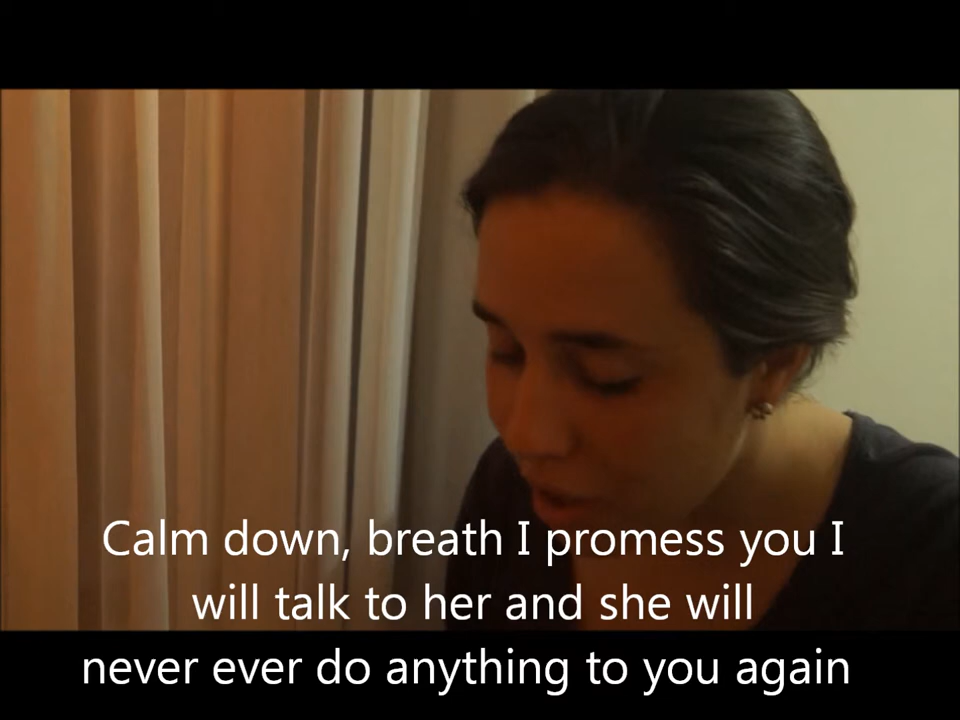 Calm down, breath I promess you I
will talk to her and she will
never ever do anything to you again